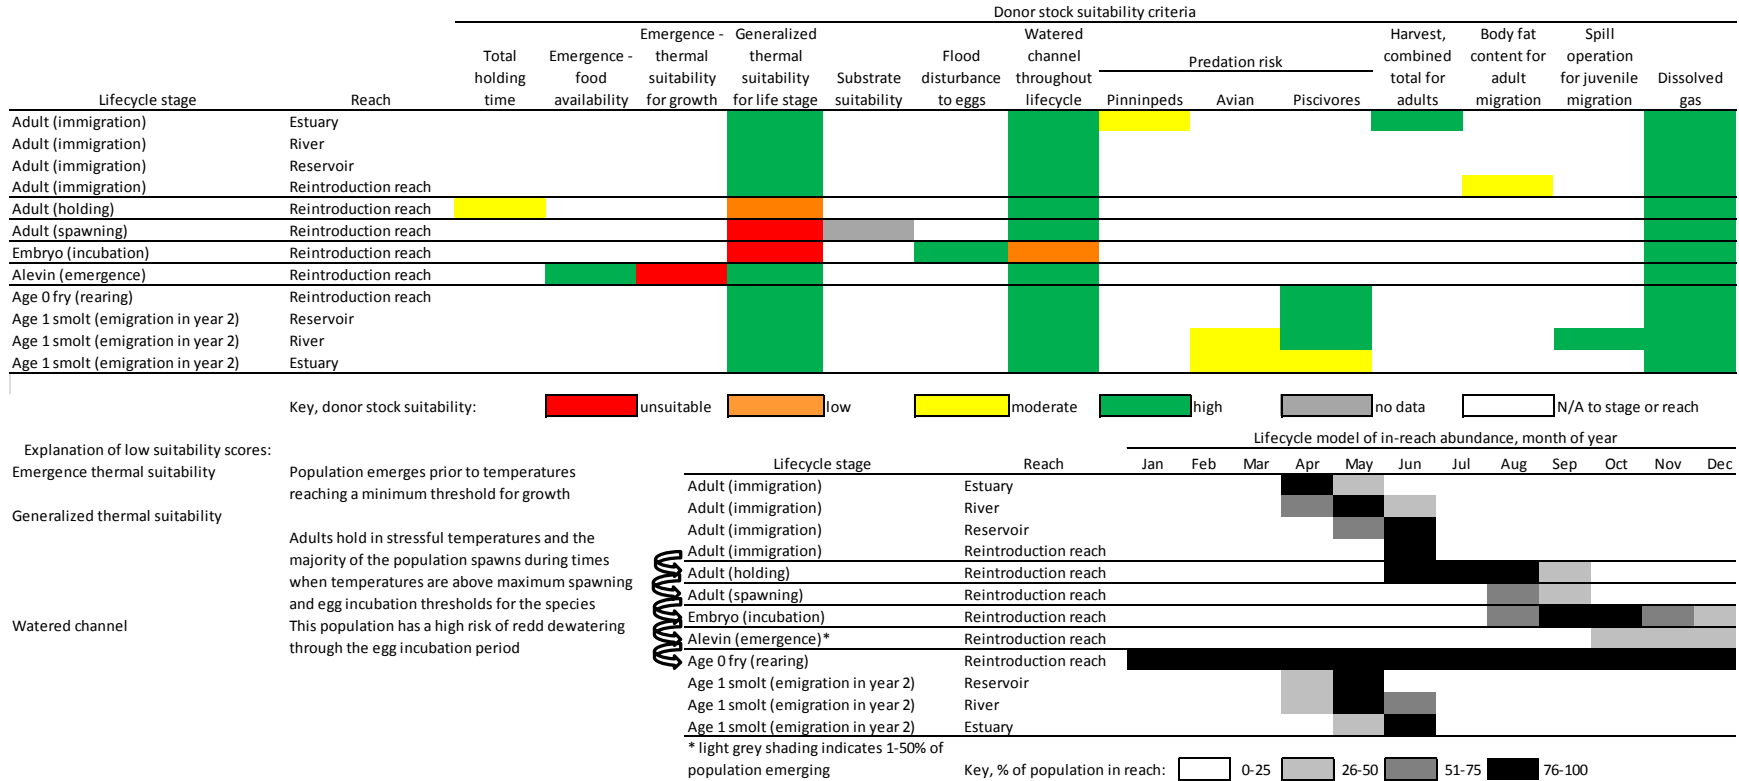 Donor stock suitability criteria
Lifecycle stage
Reach
Total
holding
time
Emergence -
food
availability
Emergence -
thermal
suitability
for growth
Generalized
thermal
suitability
for life stage
Substrate
suitability
Flood
disturbance
to eggs
Watered
channel
throughout
lifecycle
Predation risk
Pinninpeds
Avian
Piscivores
Harvest,
combined
total for
adults
Body fat
content for
adult
migration
Spill
operation
for juvenile
migration
Dissolved
gas
Adult (immigration) Estuary
Adult (immigration) River
Adult (immigration) Reservoir
Adult (immigration) Reintroduction reach
Adult (holding) Reintroduction reach
Adult (spawning) Reintroduction reach
Embryo (incubation) Reintroduction reach
Alevin (emergence) Reintroduction reach
Age 0 fry (rearing) Reintroduction reach
Age 1 smolt (emigration in year 2) Reservoir
Age 1 smolt (emigration in year 2) River
Age 1 smolt (emigration in year 2) Estuary
Key, donor stock suitability: unsuitable low moderate high no data N/A to stage or reach
Explanation of low suitability scores:
Emergence thermal suitability
Population emerges prior to temperatures
reaching a minimum threshold for growth
Generalized thermal suitability
Adults hold in stressful temperatures and the
majority of the population spawns during times
when temperatures are above maximum spawning
and egg incubation thresholds for the species
Watered channel
This population has a high risk of redd dewatering
through the egg incubation period
Lifecycle model of in-reach abundance, month of year
Lifecycle stage Reach Jan Feb Mar Apr May Jun Jul Aug Sep Oct Nov Dec
Adult (immigration) Estuary
Adult (immigration) River
Adult (immigration) Reservoir
Adult (immigration) Reintroduction reach
Adult (holding) Reintroduction reach
Adult (spawning) Reintroduction reach
Embryo (incubation) Reintroduction reach
Alevin (emergence)* Reintroduction reach
Age 0 fry (rearing) Reintroduction reach
Age 1 smolt (emigration in year 2) Reservoir
Age 1 smolt (emigration in year 2) River
Age 1 smolt (emigration in year 2) Estuary
* light grey shading indicates 1-50% of
population emerging
Key, % of population in reach: 0-25 26-50 51-75 76-100